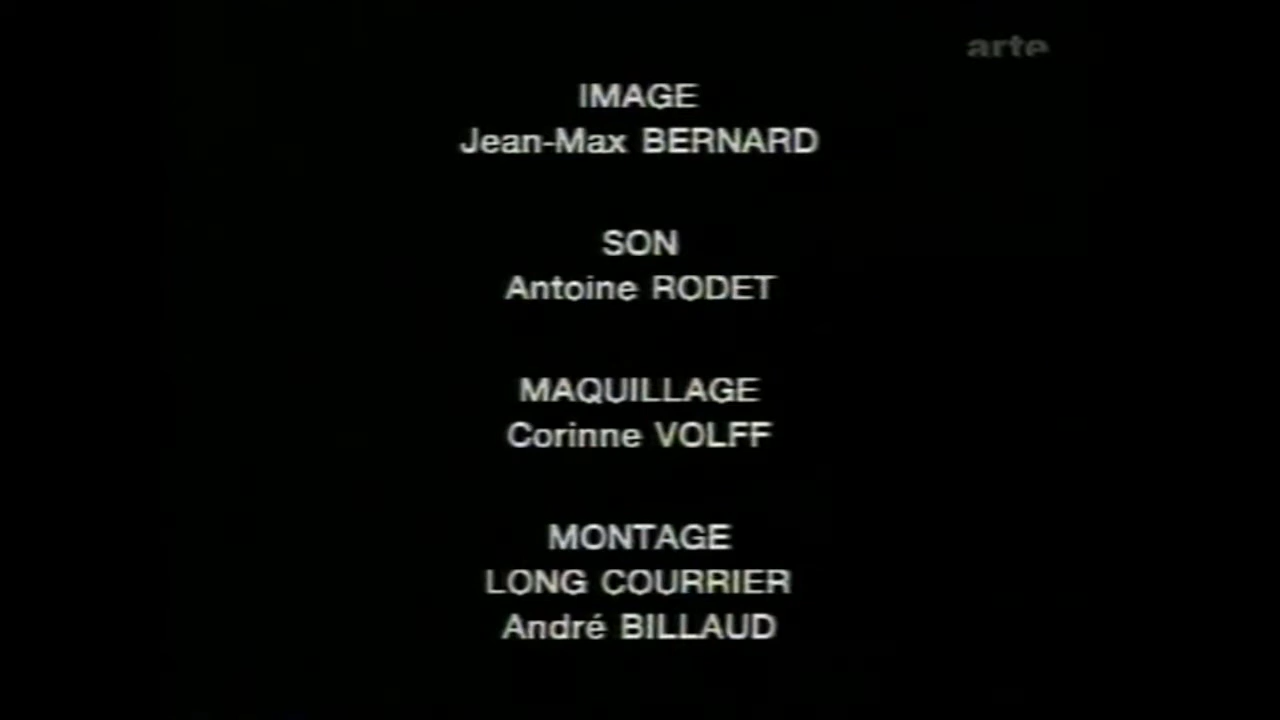 arte
IMAGE
Jean-Max BERNARD
SON
Antoine RODET
MAQUILLAGE
Corinne VOLFF
MONTAGE
LONG COURRIER
André BILLAUD